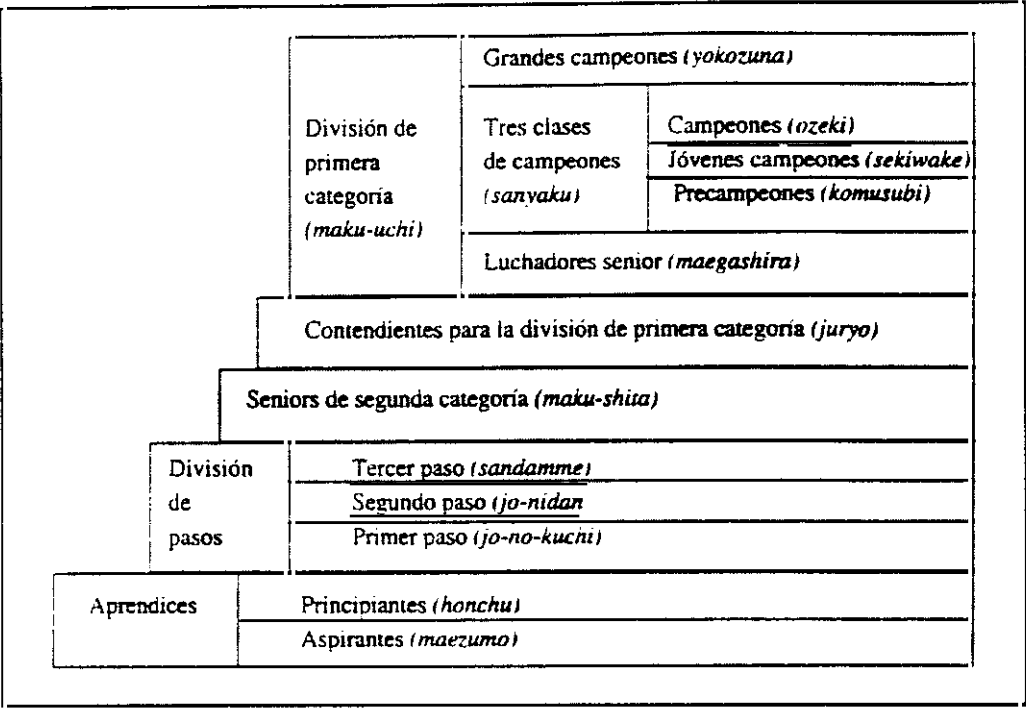 Grandes campeones (yokozuna)
División de
primera
categoría
(maku-uchi)
Tres clases
de campeones
(sanyaku)
Campeones (ozeki)
Jóvenes campeones (sekiwake)
Precampeones (komusubi)
Luchadores senior (maegashira)
Contendientes para la división de primera categoría (juryo)
Seniors de segunda categoría (maku-shita)
División
de
pasos
Tercer paso (sandamme)
Segundo paso (jo-nidan
Primer paso (jo-no-kuchi)
Aprendices
Principiantes (honchu)
Aspirantes (maezumo)